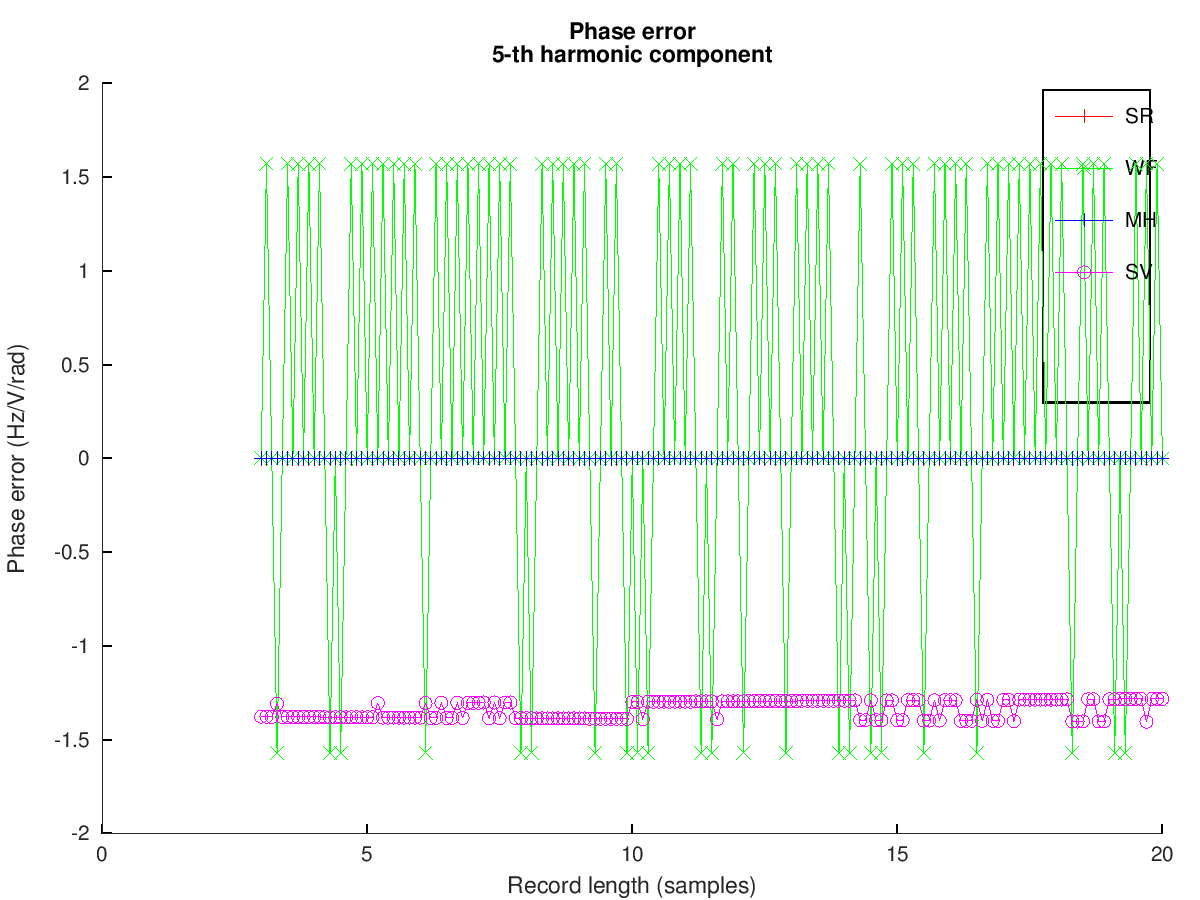 Phase error
5-th harmonic component
2
1.5
1
0.5
0
-0.5
-1
-1.5
-2
Phase error (Hz/V/rad)
SR
WF
MH
SV
0 5 10 15 20
Record length (samples)